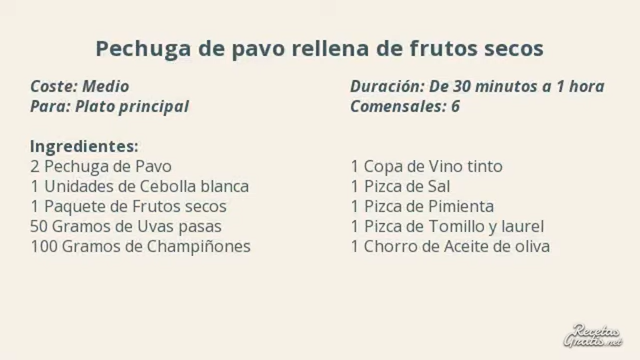 Pechuga de pavo rellena de frutos secos
Coste: Medio
Para: Plato principal
Duración: De 30 minutos a 1 hora
Comensales: 6
Ingredientes:
2 Pechuga de Pavo
1 Unidades de Cebolla blanca
1 Paquete de Frutos secos
50 Gramos de Uvas pasas
100 Gramos de Champiñones
1 Copa de Vino tinto
1 Pizca de Sal
1 Pizca de Pimienta
1 Pizca de Tomillo y laurel
1 Chorro de Aceite de oliva
Recetas
Gratis.net